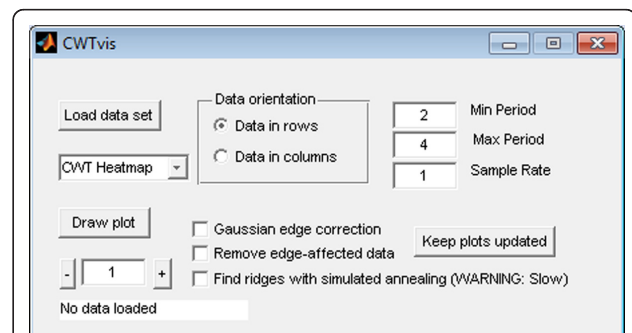 CWTvis
Load data set
Data orientation
Data in rows
Data in columns
2 Min Period
4 Max Period
1 Sample Rate
CWT Heatmap
Draw plot
Gaussian edge correction
Remove edge-affected data
Keep plots updated
Find ridges with simulated annealing (WARNING: Slow)
- 1 +
No data loaded